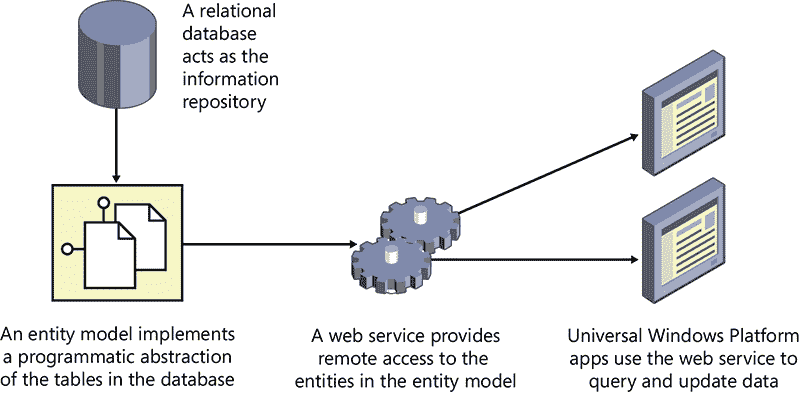 A relational
database
acts as the
information
repository
An entity model implements
a programmatic abstraction
of the tables in the database
A web service provides
remote access to the
entities in the entity model
Universal Windows Platform
apps use the web service to
query and update data